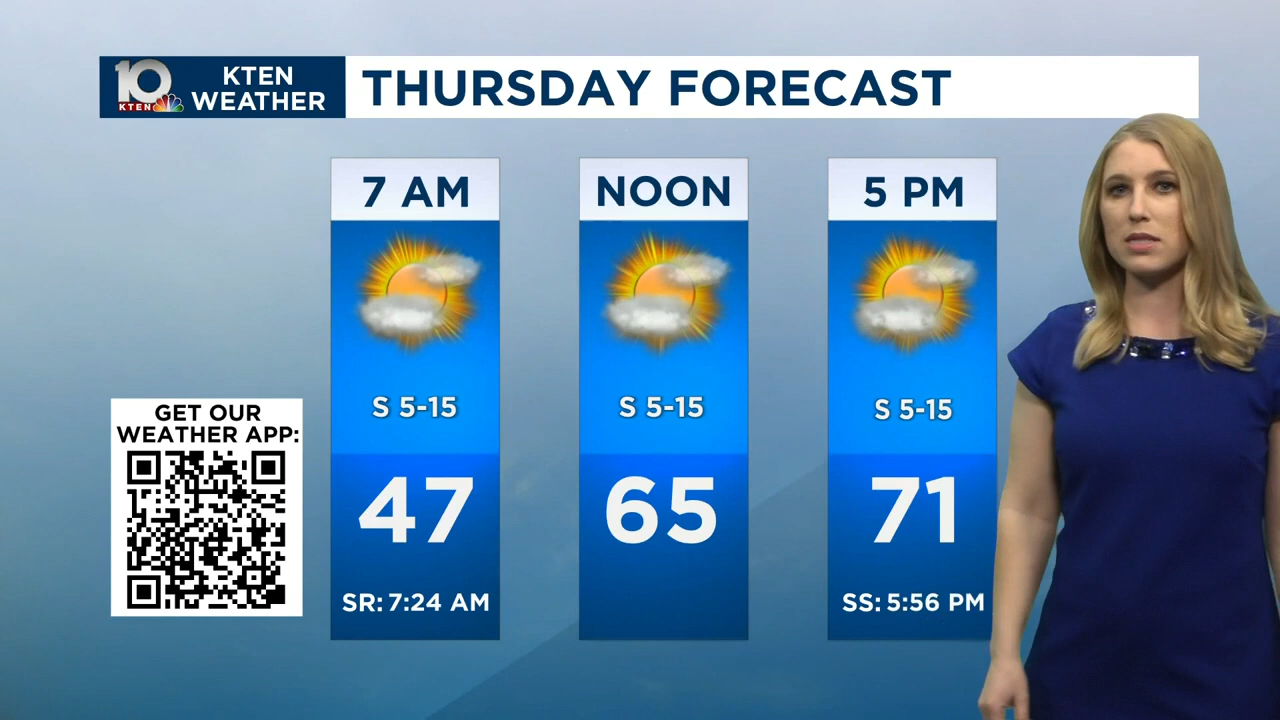 10
KTEN
KTEN
WEATHER
THURSDAY FORECAST
7 AM
S 5-15
47
SR: 7:24 AM
NOON
S 5-15
65
5 PM
S 5-15
71
SS: 5:56 PM
GET OUR
WEATHER APP: